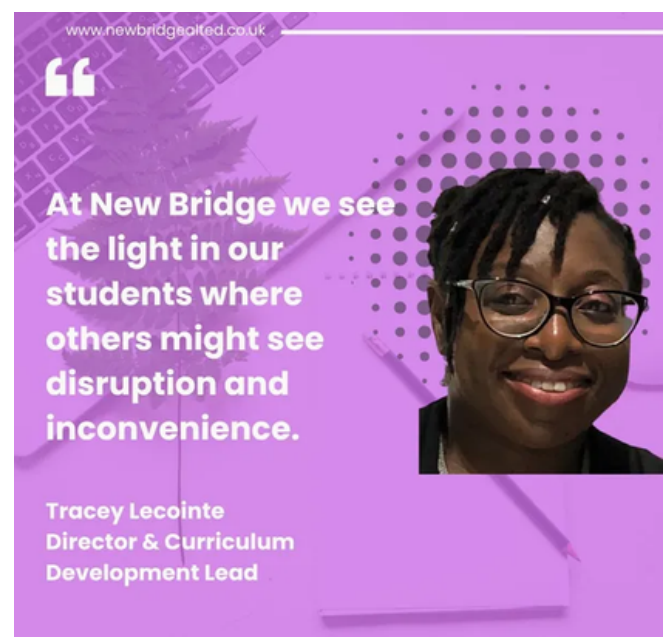 www.newbridgealted.co.uk
“
At New Bridge we see
the light in our
students where
others might see
disruption and
inconvenience.
Tracey Lecointe
Director & Curriculum
Development Lead